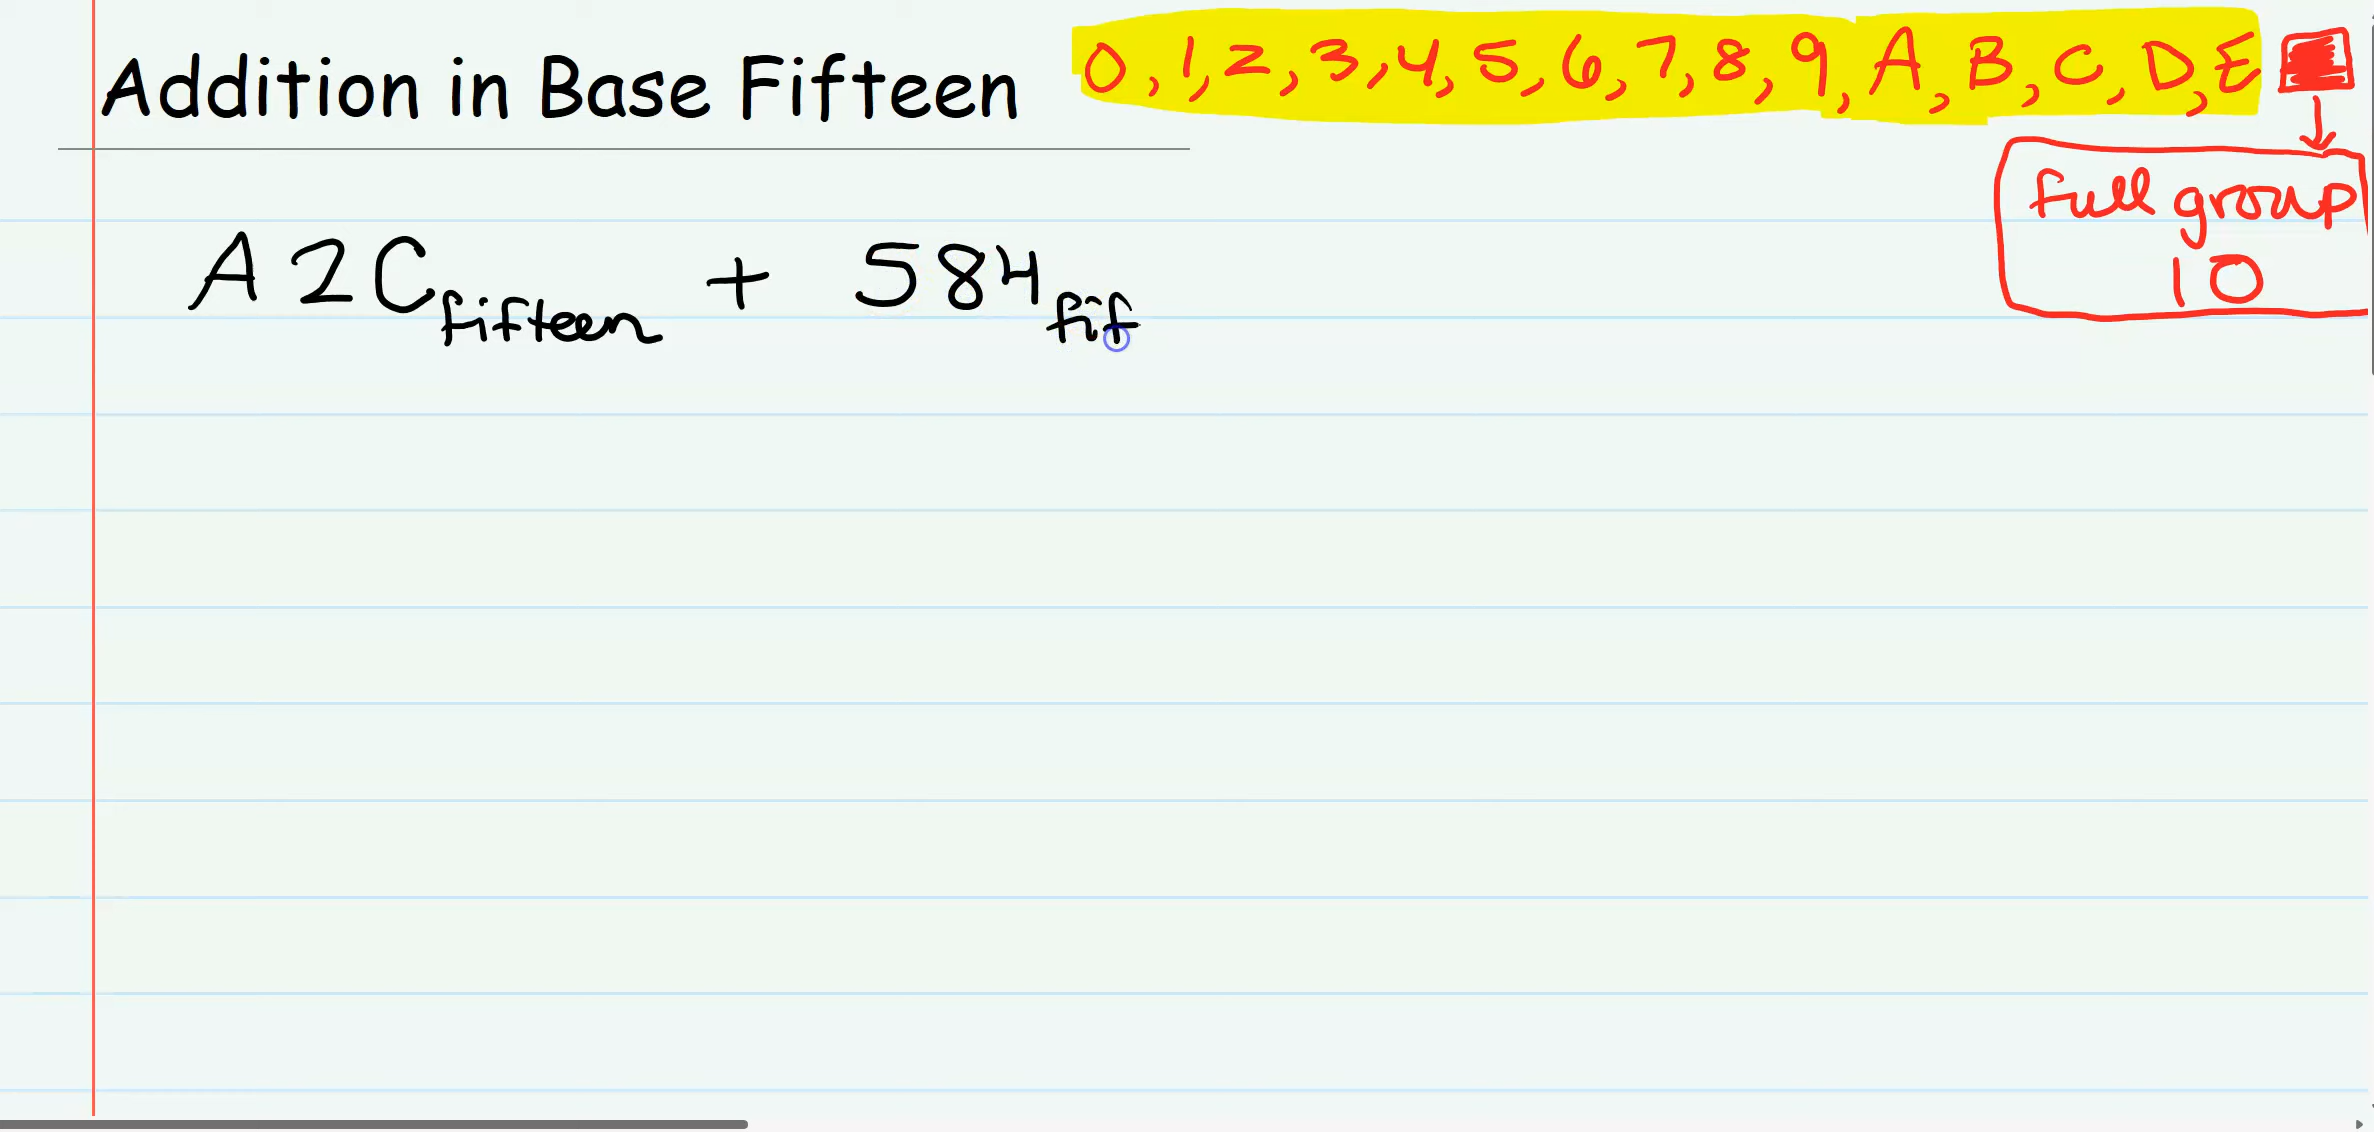 Addition in Base Fifteen 0, 1, 2, 3, 4, 5, 6, 7, 8, 9, A, B, C, D, E
full group
10
A2C fifteen + 584 fif